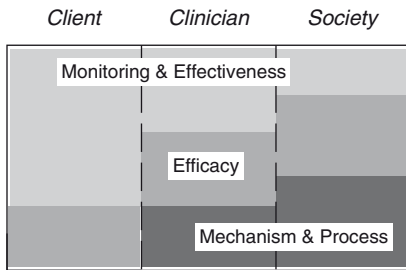 Client Clinician Society
Monitoring & Effectiveness
Efficacy
Mechanism & Process